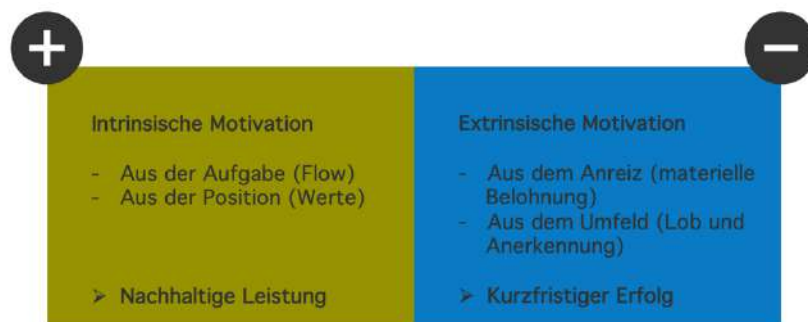 Intrinsische Motivation
- Aus der Aufgabe (Flow)
- Aus der Position (Werte)
➢ Nachhaltige Leistung
Extrinsische Motivation
- Aus dem Anreiz (materielle
Belohnung)
- Aus dem Umfeld (Lob und
Anerkennung)
➢ Kurzfristiger Erfolg